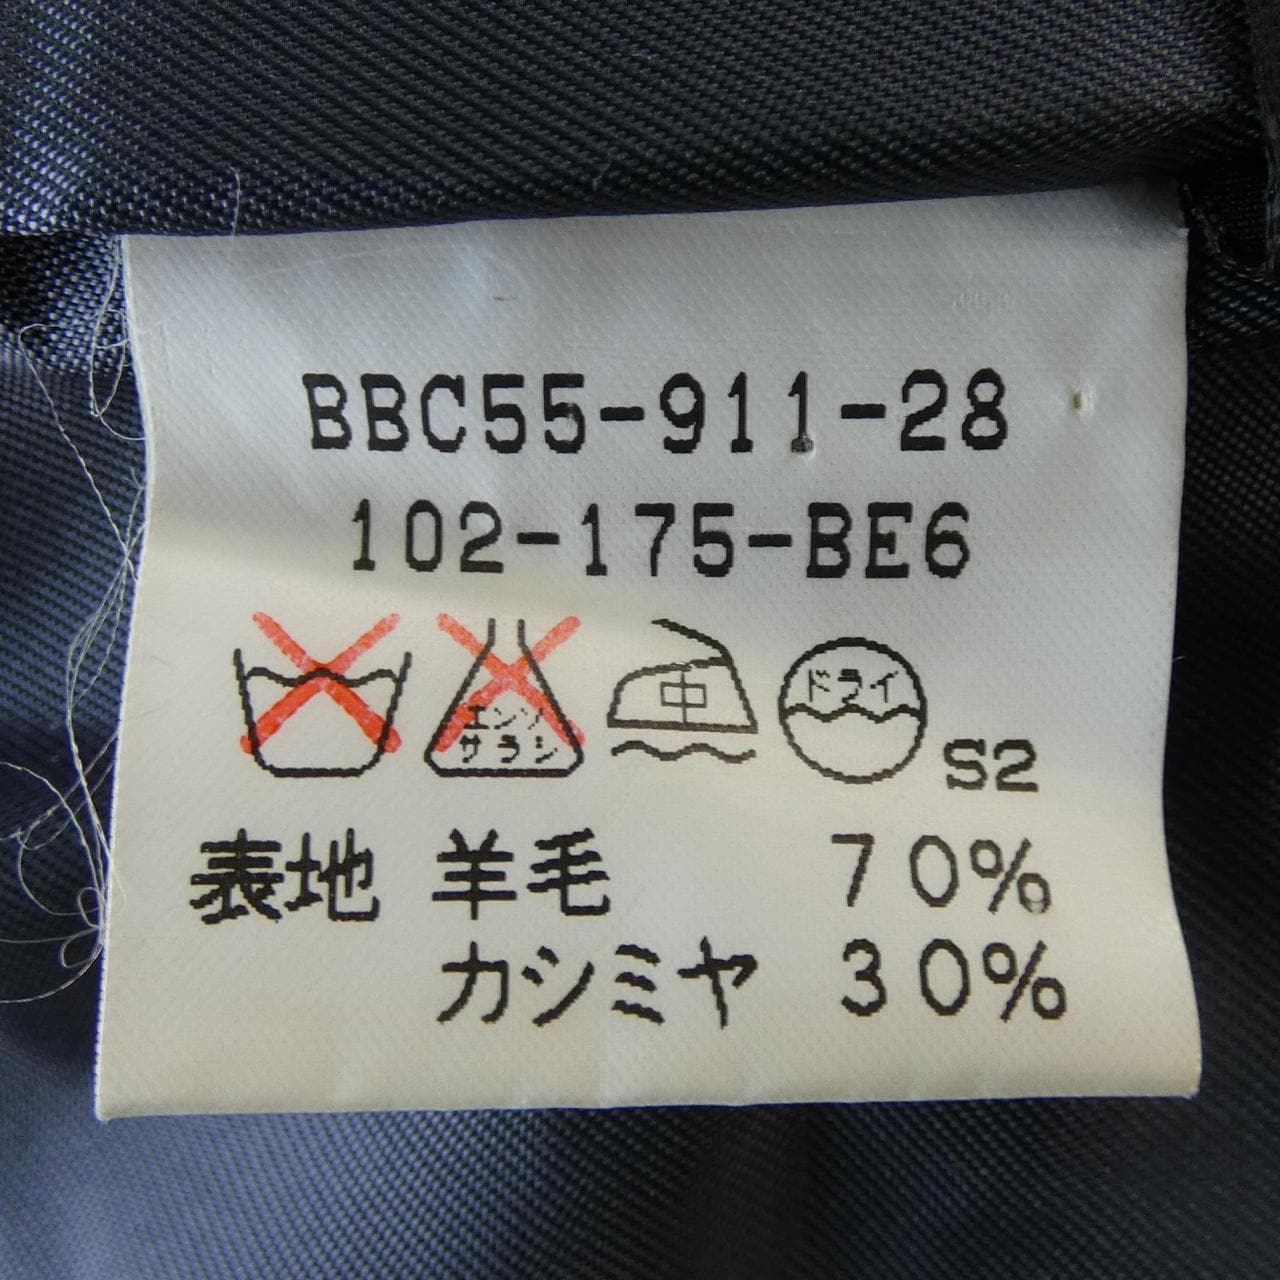 BBC55-911-28
102-175-BE6
エンソ
サラシ
中
ドライ
S2
表地 羊毛 70%
カシミヤ 30%